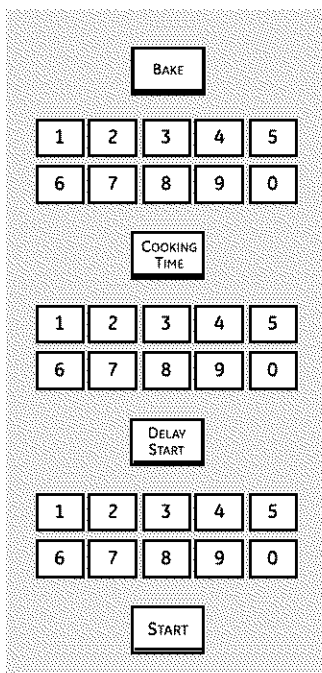 BAKE
1 2 3 4 5
6 7 8 9 0
COOKING
TIME
1 2 3 4 5
6 7 8 9 0
DELAY
START
1 2 3 4 5
6 7 8 9 0
START